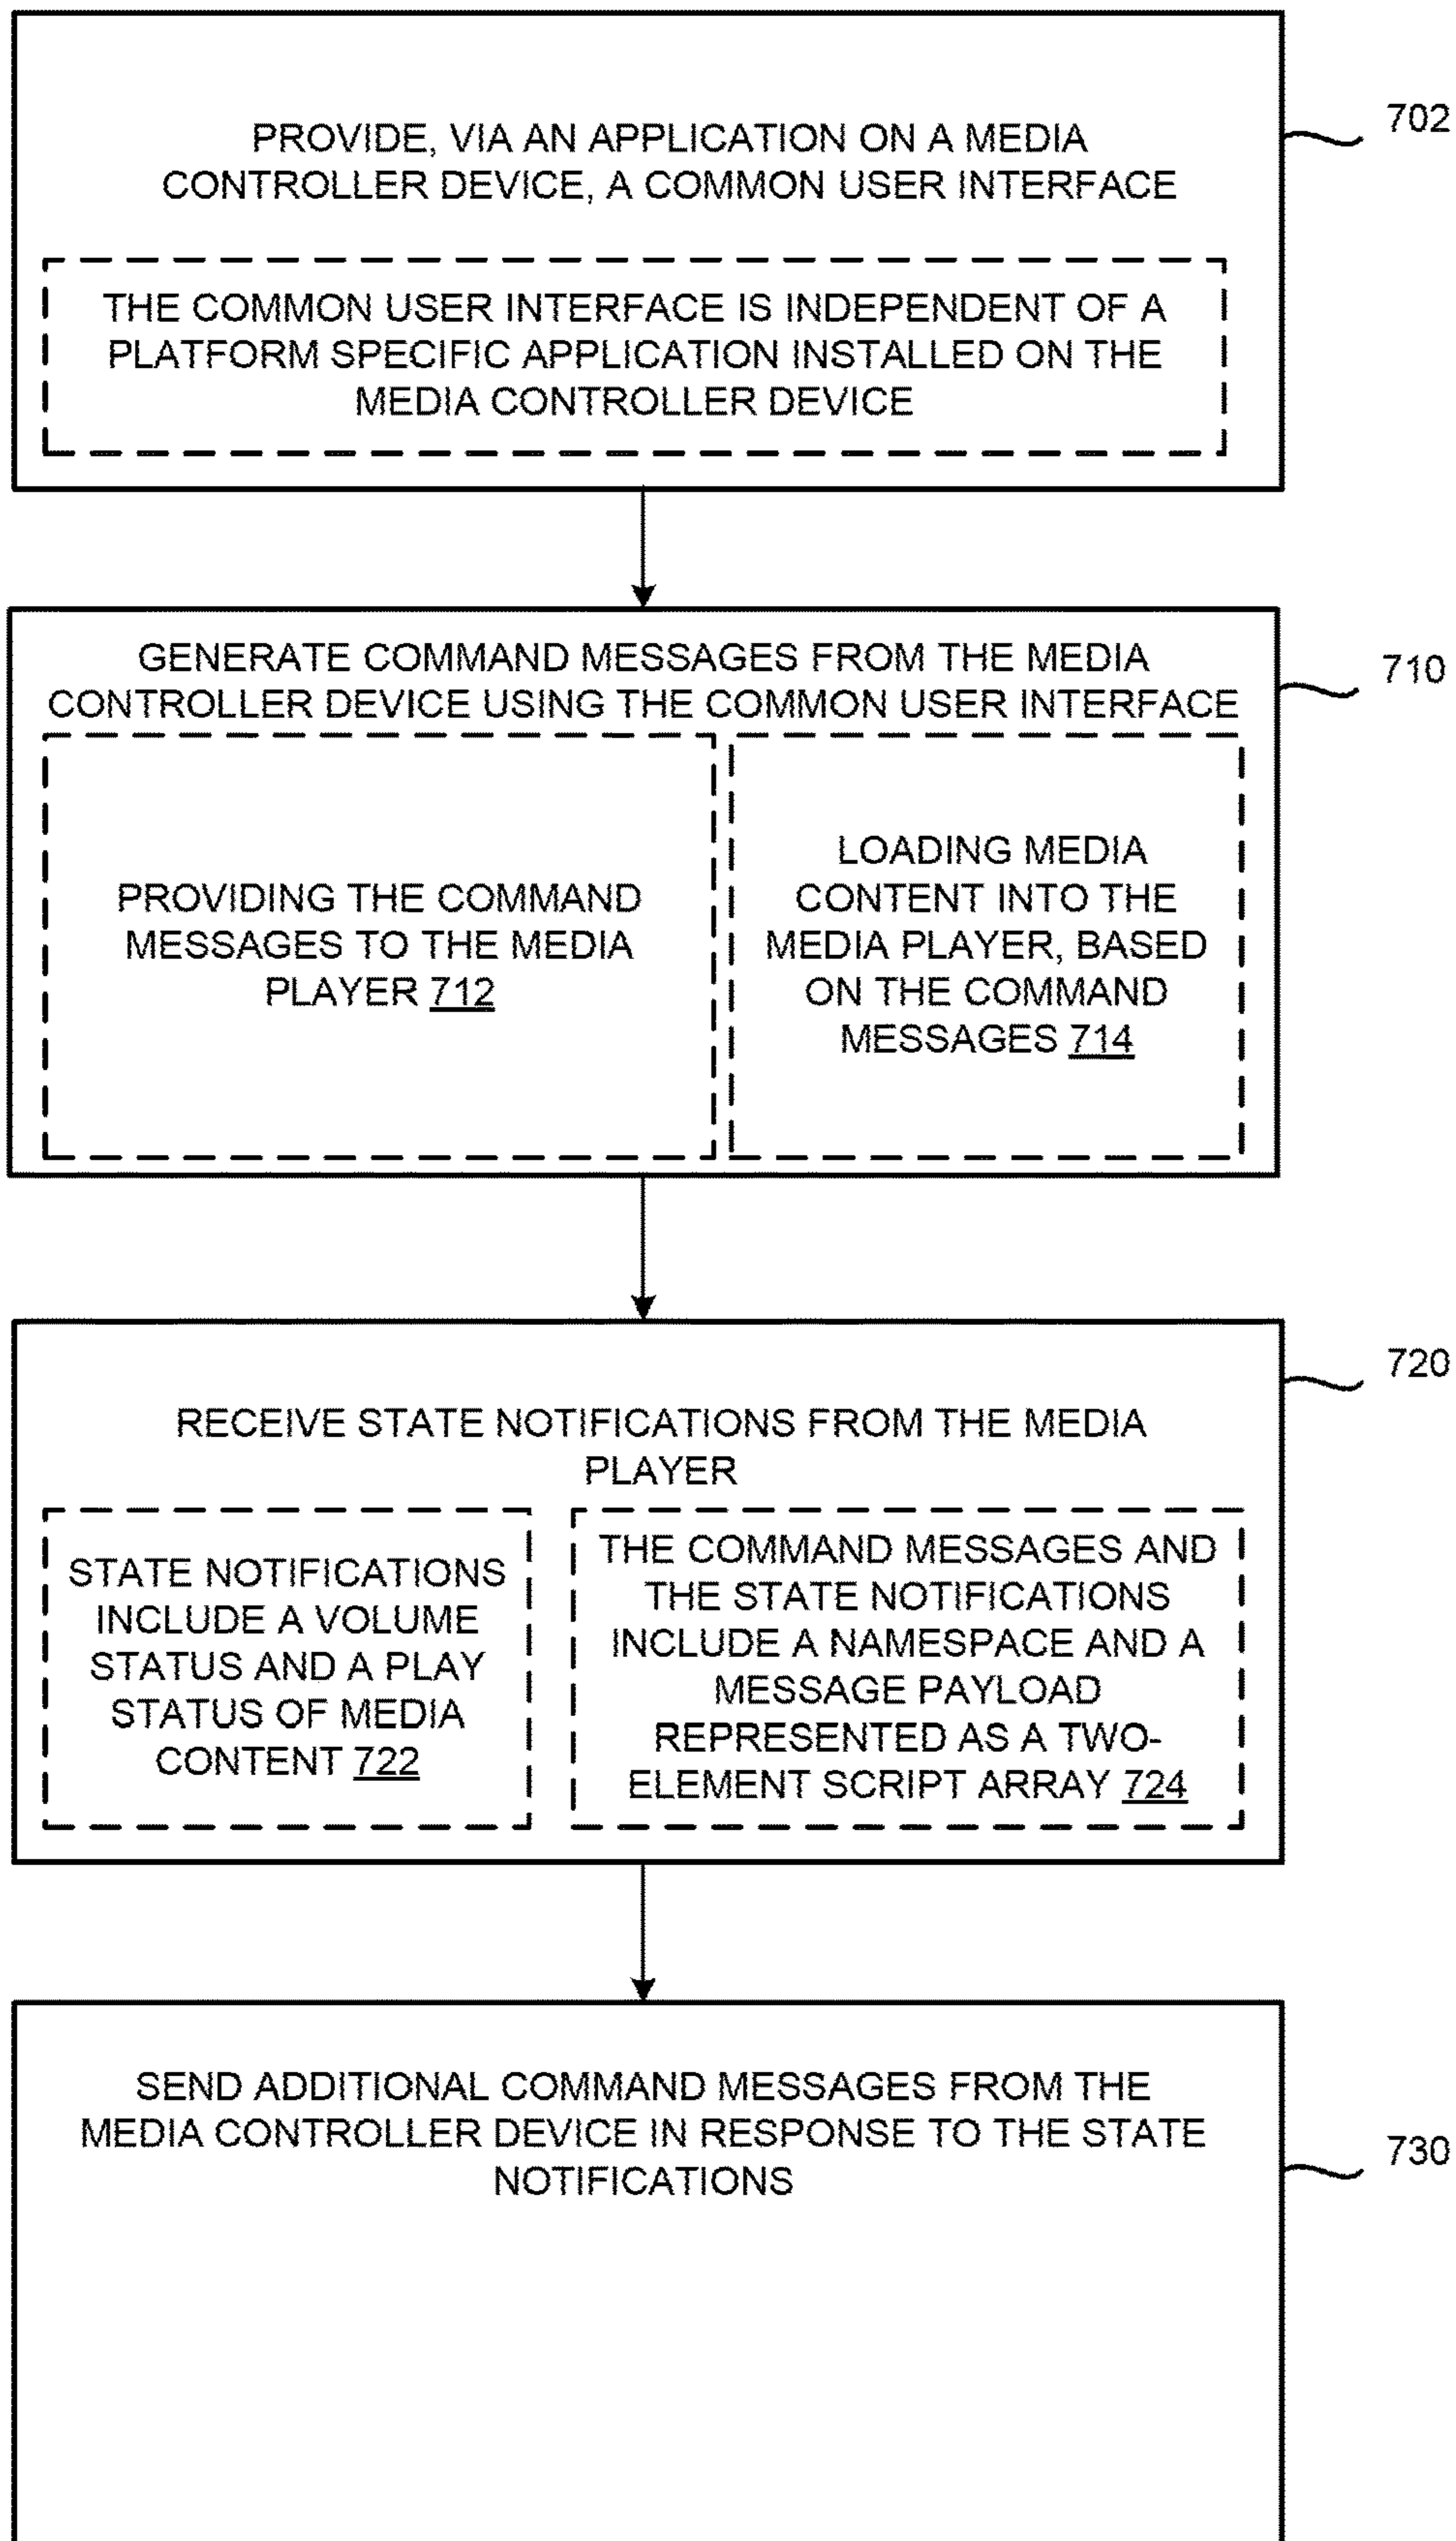 702
PROVIDE, VIA AN APPLICATION ON A MEDIA
CONTROLLER DEVICE, A COMMON USER INTERFACE
THE COMMON USER INTERFACE IS INDEPENDENT OF A
PLATFORM SPECIFIC APPLICATION INSTALLED ON THE
MEDIA CONTROLLER DEVICE
GENERATE COMMAND MESSAGES FROM THE MEDIA
CONTROLLER DEVICE USING THE COMMON USER INTERFACE
710
PROVIDING THE COMMAND
MESSAGES TO THE MEDIA
PLAYER 712
LOADING MEDIA
CONTENT INTO THE
MEDIA PLAYER, BASED
ON THE COMMAND
MESSAGES 714
720
RECEIVE STATE NOTIFICATIONS FROM THE MEDIA
PLAYER
STATE NOTIFICATIONS
INCLUDE A VOLUME
STATUS AND A PLAY
STATUS OF MEDIA
CONTENT 722
THE COMMAND MESSAGES AND
THE STATE NOTIFICATIONS
INCLUDE A NAMESPACE AND A
MESSAGE PAYLOAD
REPRESENTED AS A TWO-
ELEMENT SCRIPT ARRAY 724
SEND ADDITIONAL COMMAND MESSAGES FROM THE
MEDIA CONTROLLER DEVICE IN RESPONSE TO THE STATE
NOTIFICATIONS
730